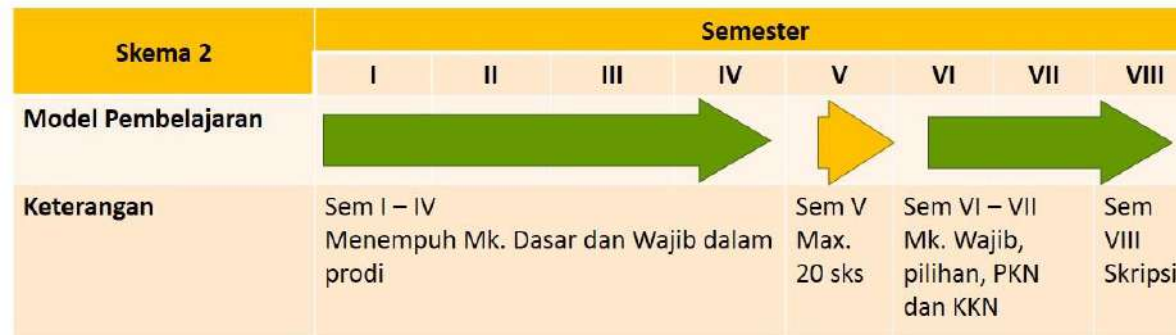 Skema 2
Semester
I II III IV V VI VII VIII
Model Pembelajaran
Keterangan
Sem I – IV
Menempuh Mk. Dasar dan Wajib dalam
prodi
Sem V
Max.
20 sks
Sem VI – VII
Mk. Wajib,
pilihan, PKN
dan KKN
Sem
VIII
Skripsi